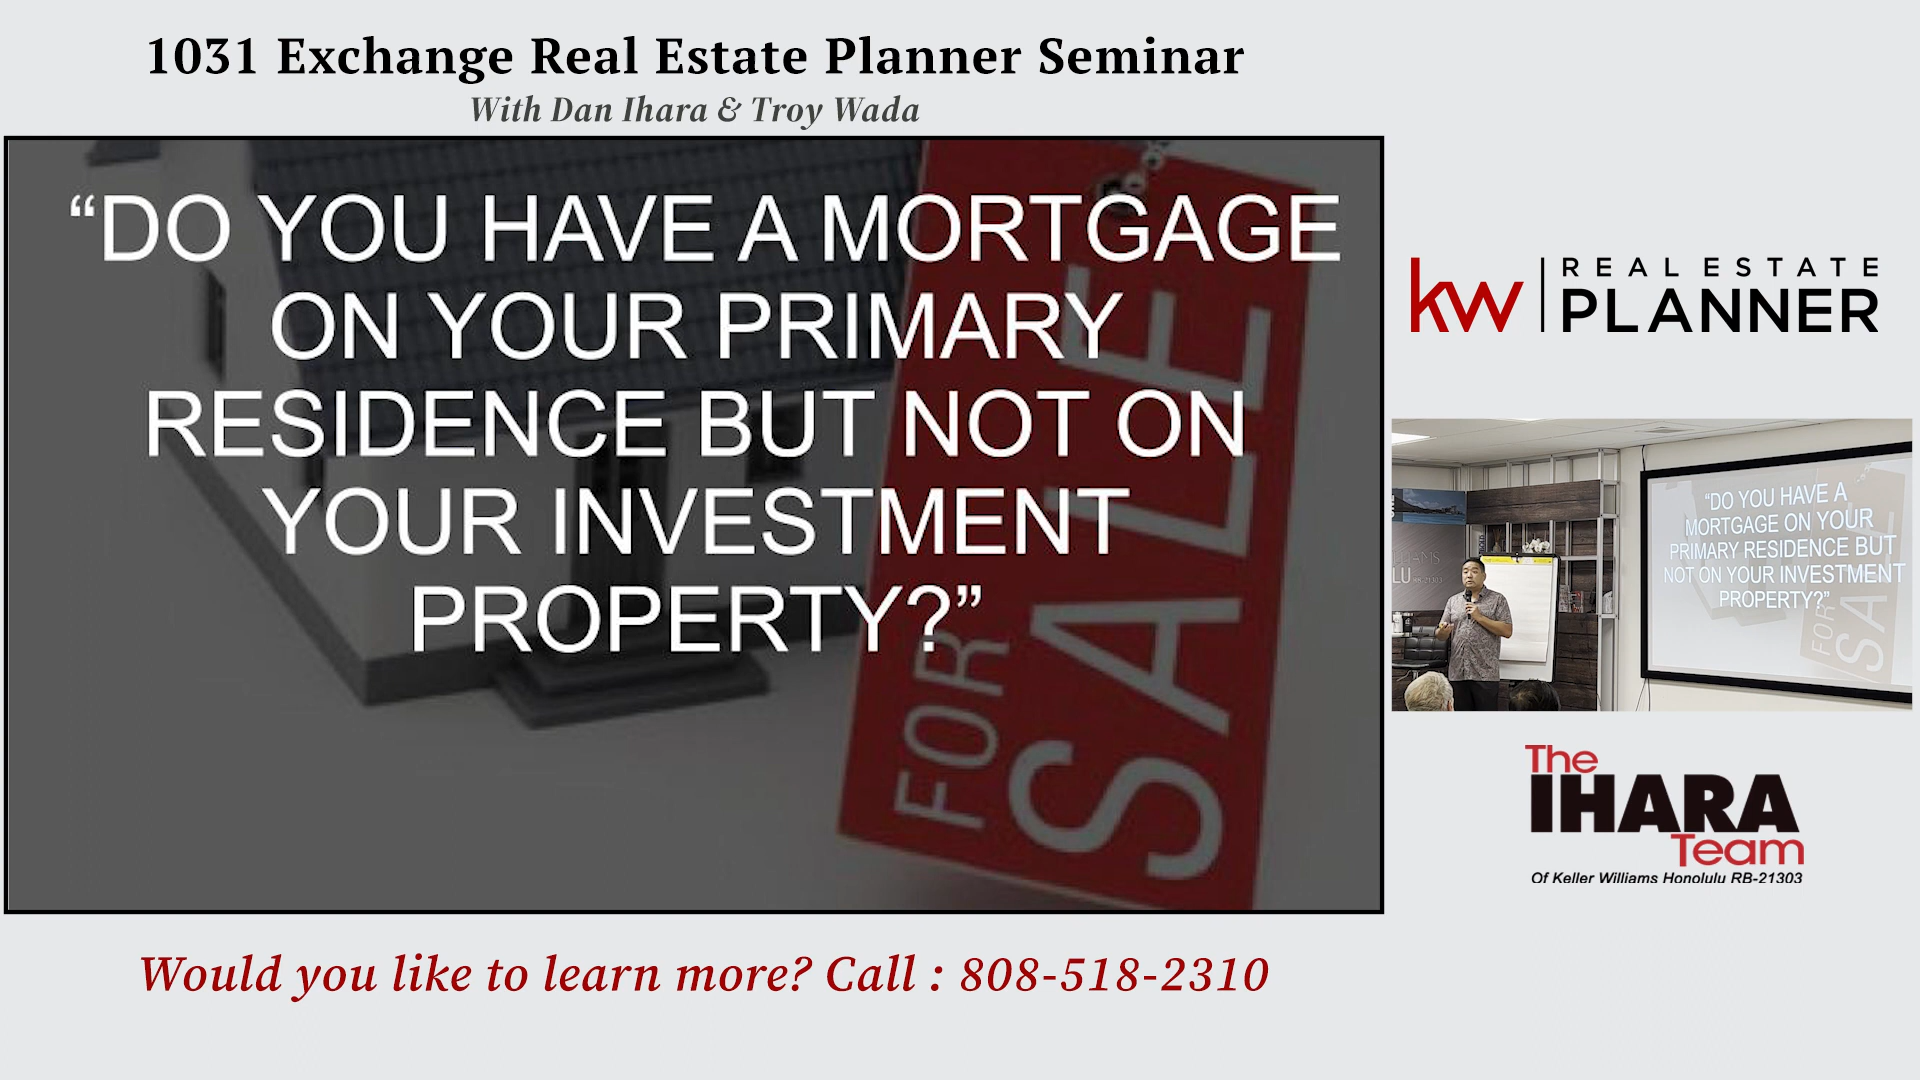 1031 Exchange Real Estate Planner Seminar
With Dan Ihara & Troy Wada
“DO YOU HAVE A MORTGAGE
ON YOUR PRIMARY
RESIDENCE BUT NOT ON
YOUR INVESTMENT
PROPERTY?”
FOR
SALE
kw
REAL ESTATE
PLANNER
“DO YOU HAVE A
MORTGAGE ON YOUR
PRIMARY RESIDENCE BUT
NOT ON YOUR INVESTMENT
PROPERTY?”
FOR
SA
The
IHARA
Team
Of Keller Williams Honolulu RB-21303
Would you like to learn more? Call : 808-518-2310